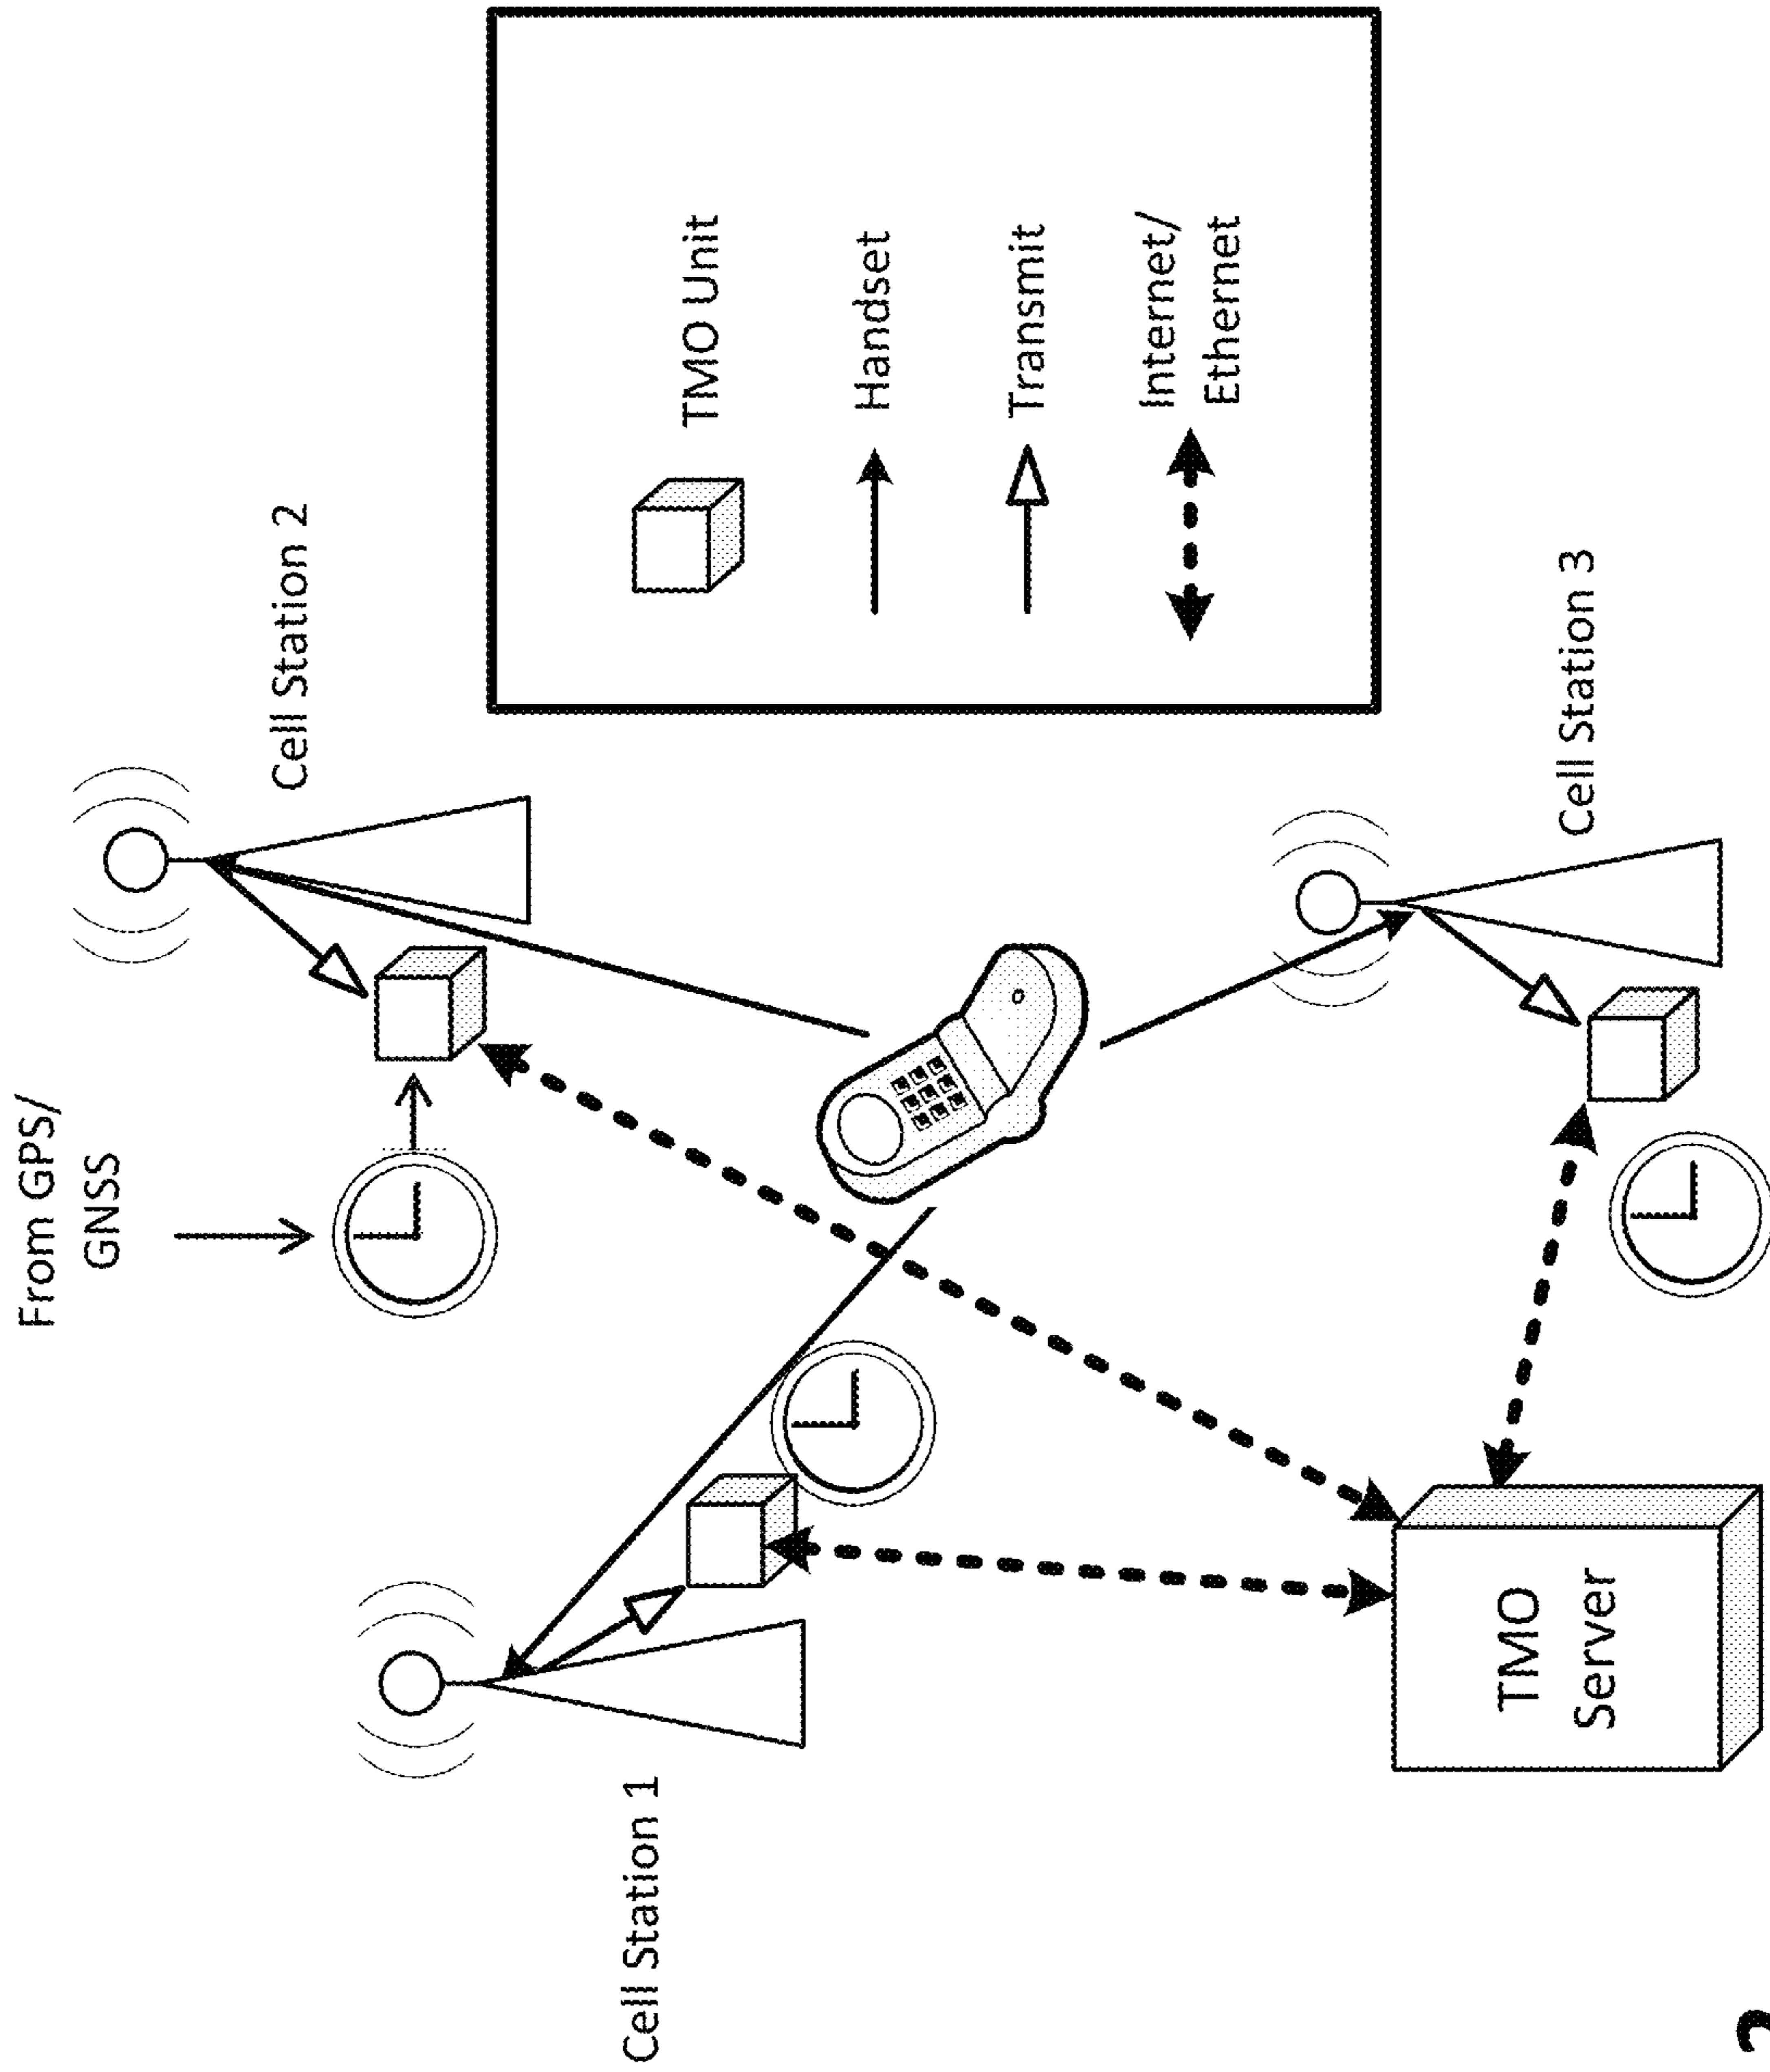 From GPS/
GNSS
Cell Station 2
Cell Station 1
TMO
Server
Cell Station 3
TMO Unit
Handset
Transmit
Internet/
Ethernet